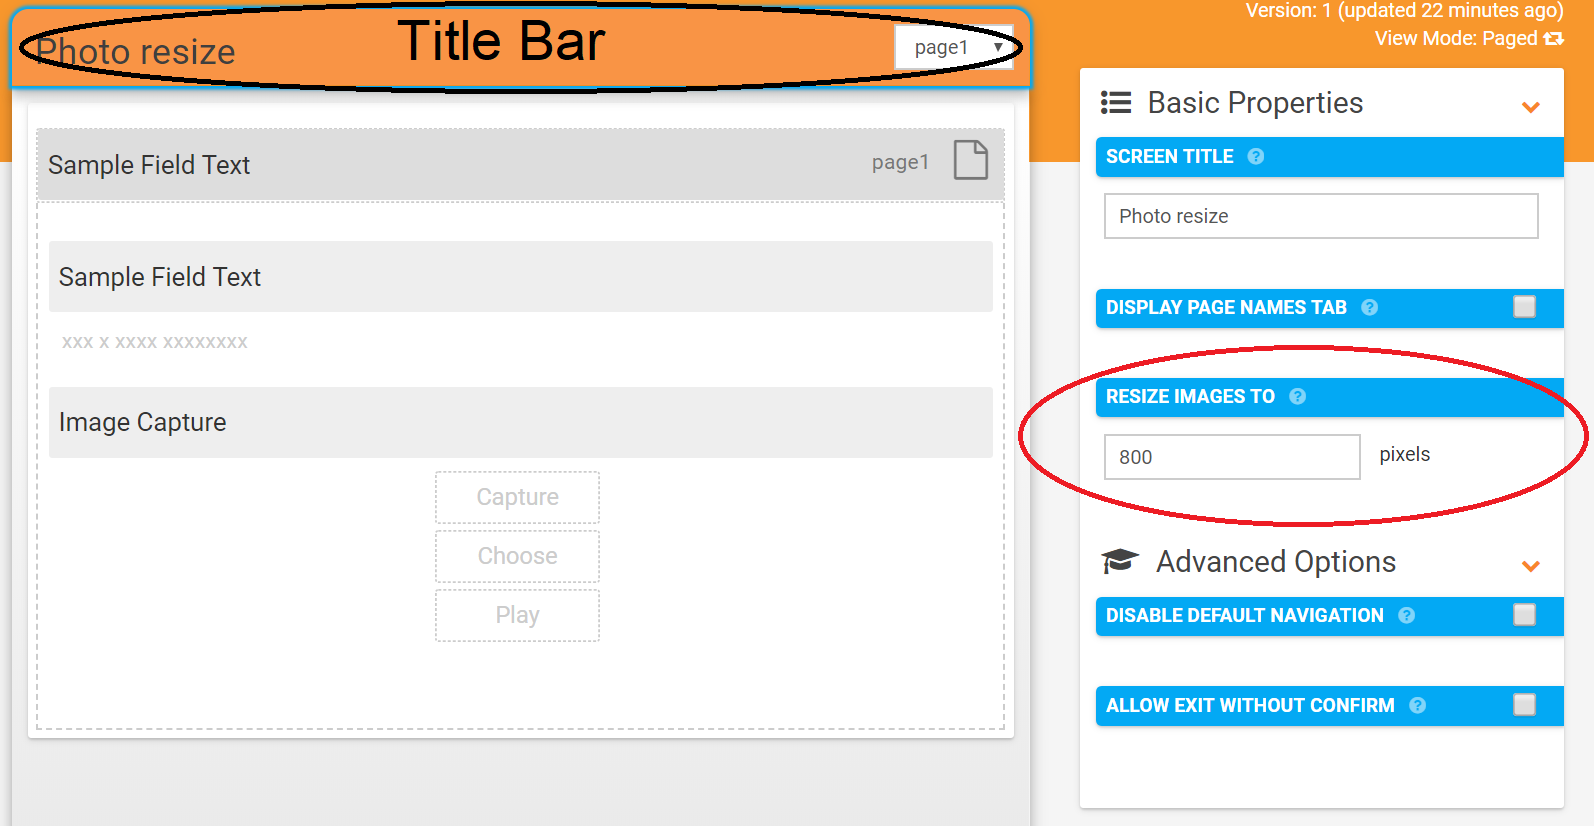 Photo resize
Title Bar
page1
Version: 1 (updated 22 minutes ago)
View Mode: Paged
Sample Field Text
page1
Sample Field Text
xxx x xxxx xxxxxxxx
Image Capture
Capture
Choose
Play
Basic Properties
SCREEN TITLE ?
Photo resize
DISPLAY PAGE NAMES TAB ?
RESIZE IMAGES TO ?
800 pixels
Advanced Options
DISABLE DEFAULT NAVIGATION ?
ALLOW EXIT WITHOUT CONFIRM ?